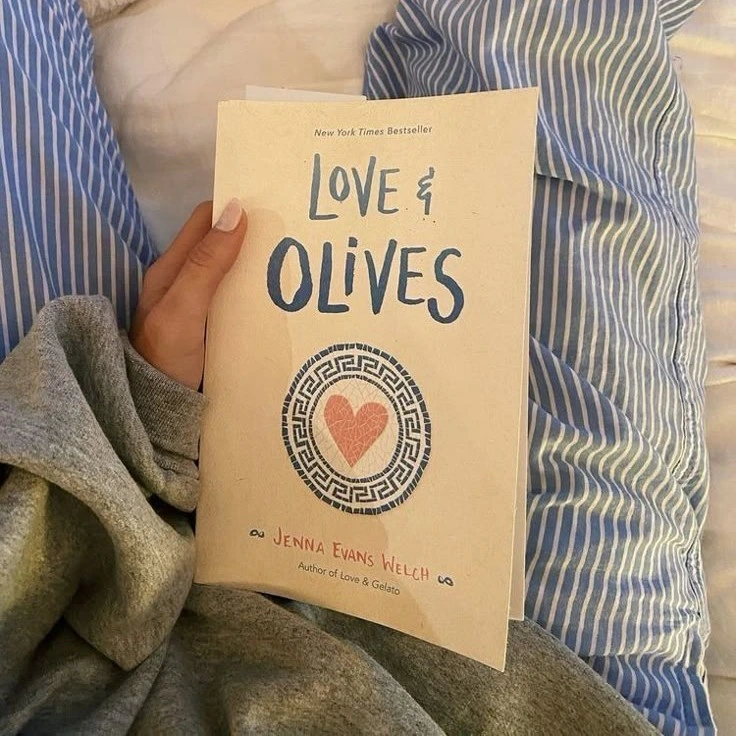 New York Times Bestseller
LOVE &
OLiVES
JENNA EVANS WELCH
Author of Love & Gelato